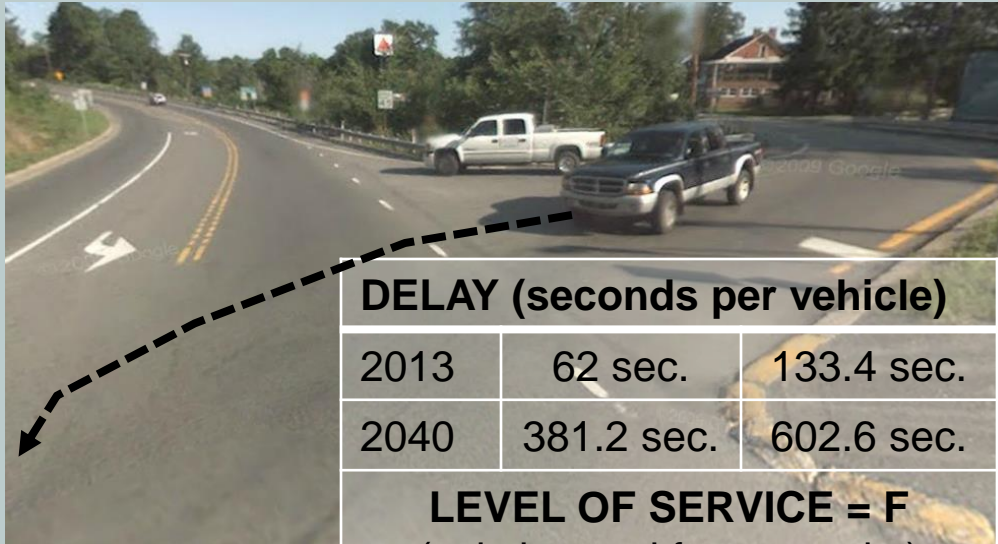 ©2009 Google
DELAY (seconds per vehicle)
2013 62 sec. 133.4 sec.
2040 381.2 sec. 602.6 sec.
LEVEL OF SERVICE = F